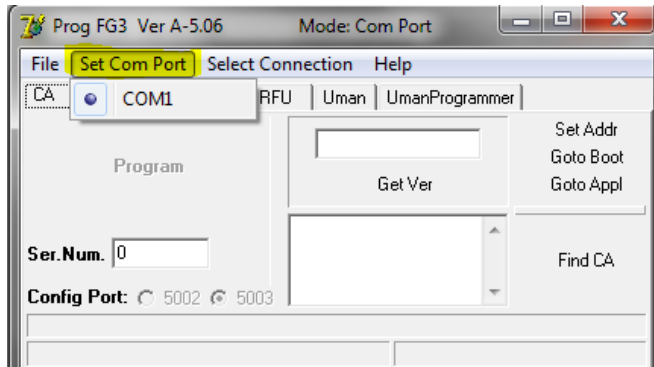 Prog FG3 Ver A-5.06 Mode: Com Port
File Set Com Port Select Connection Help
CA RFU Uman UmanProgrammer
COM1
Set Addr
Program
Goto Boot
Get Ver Goto Appl
Ser.Num. 0
Find CA
Config Port: 5002 5003